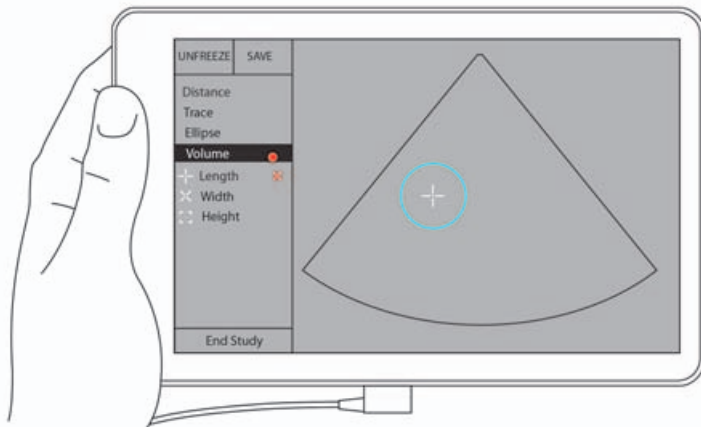 UNFREEZE SAVE
Distance
Trace
Ellipse
Volume
Length
Width
Height
End Study